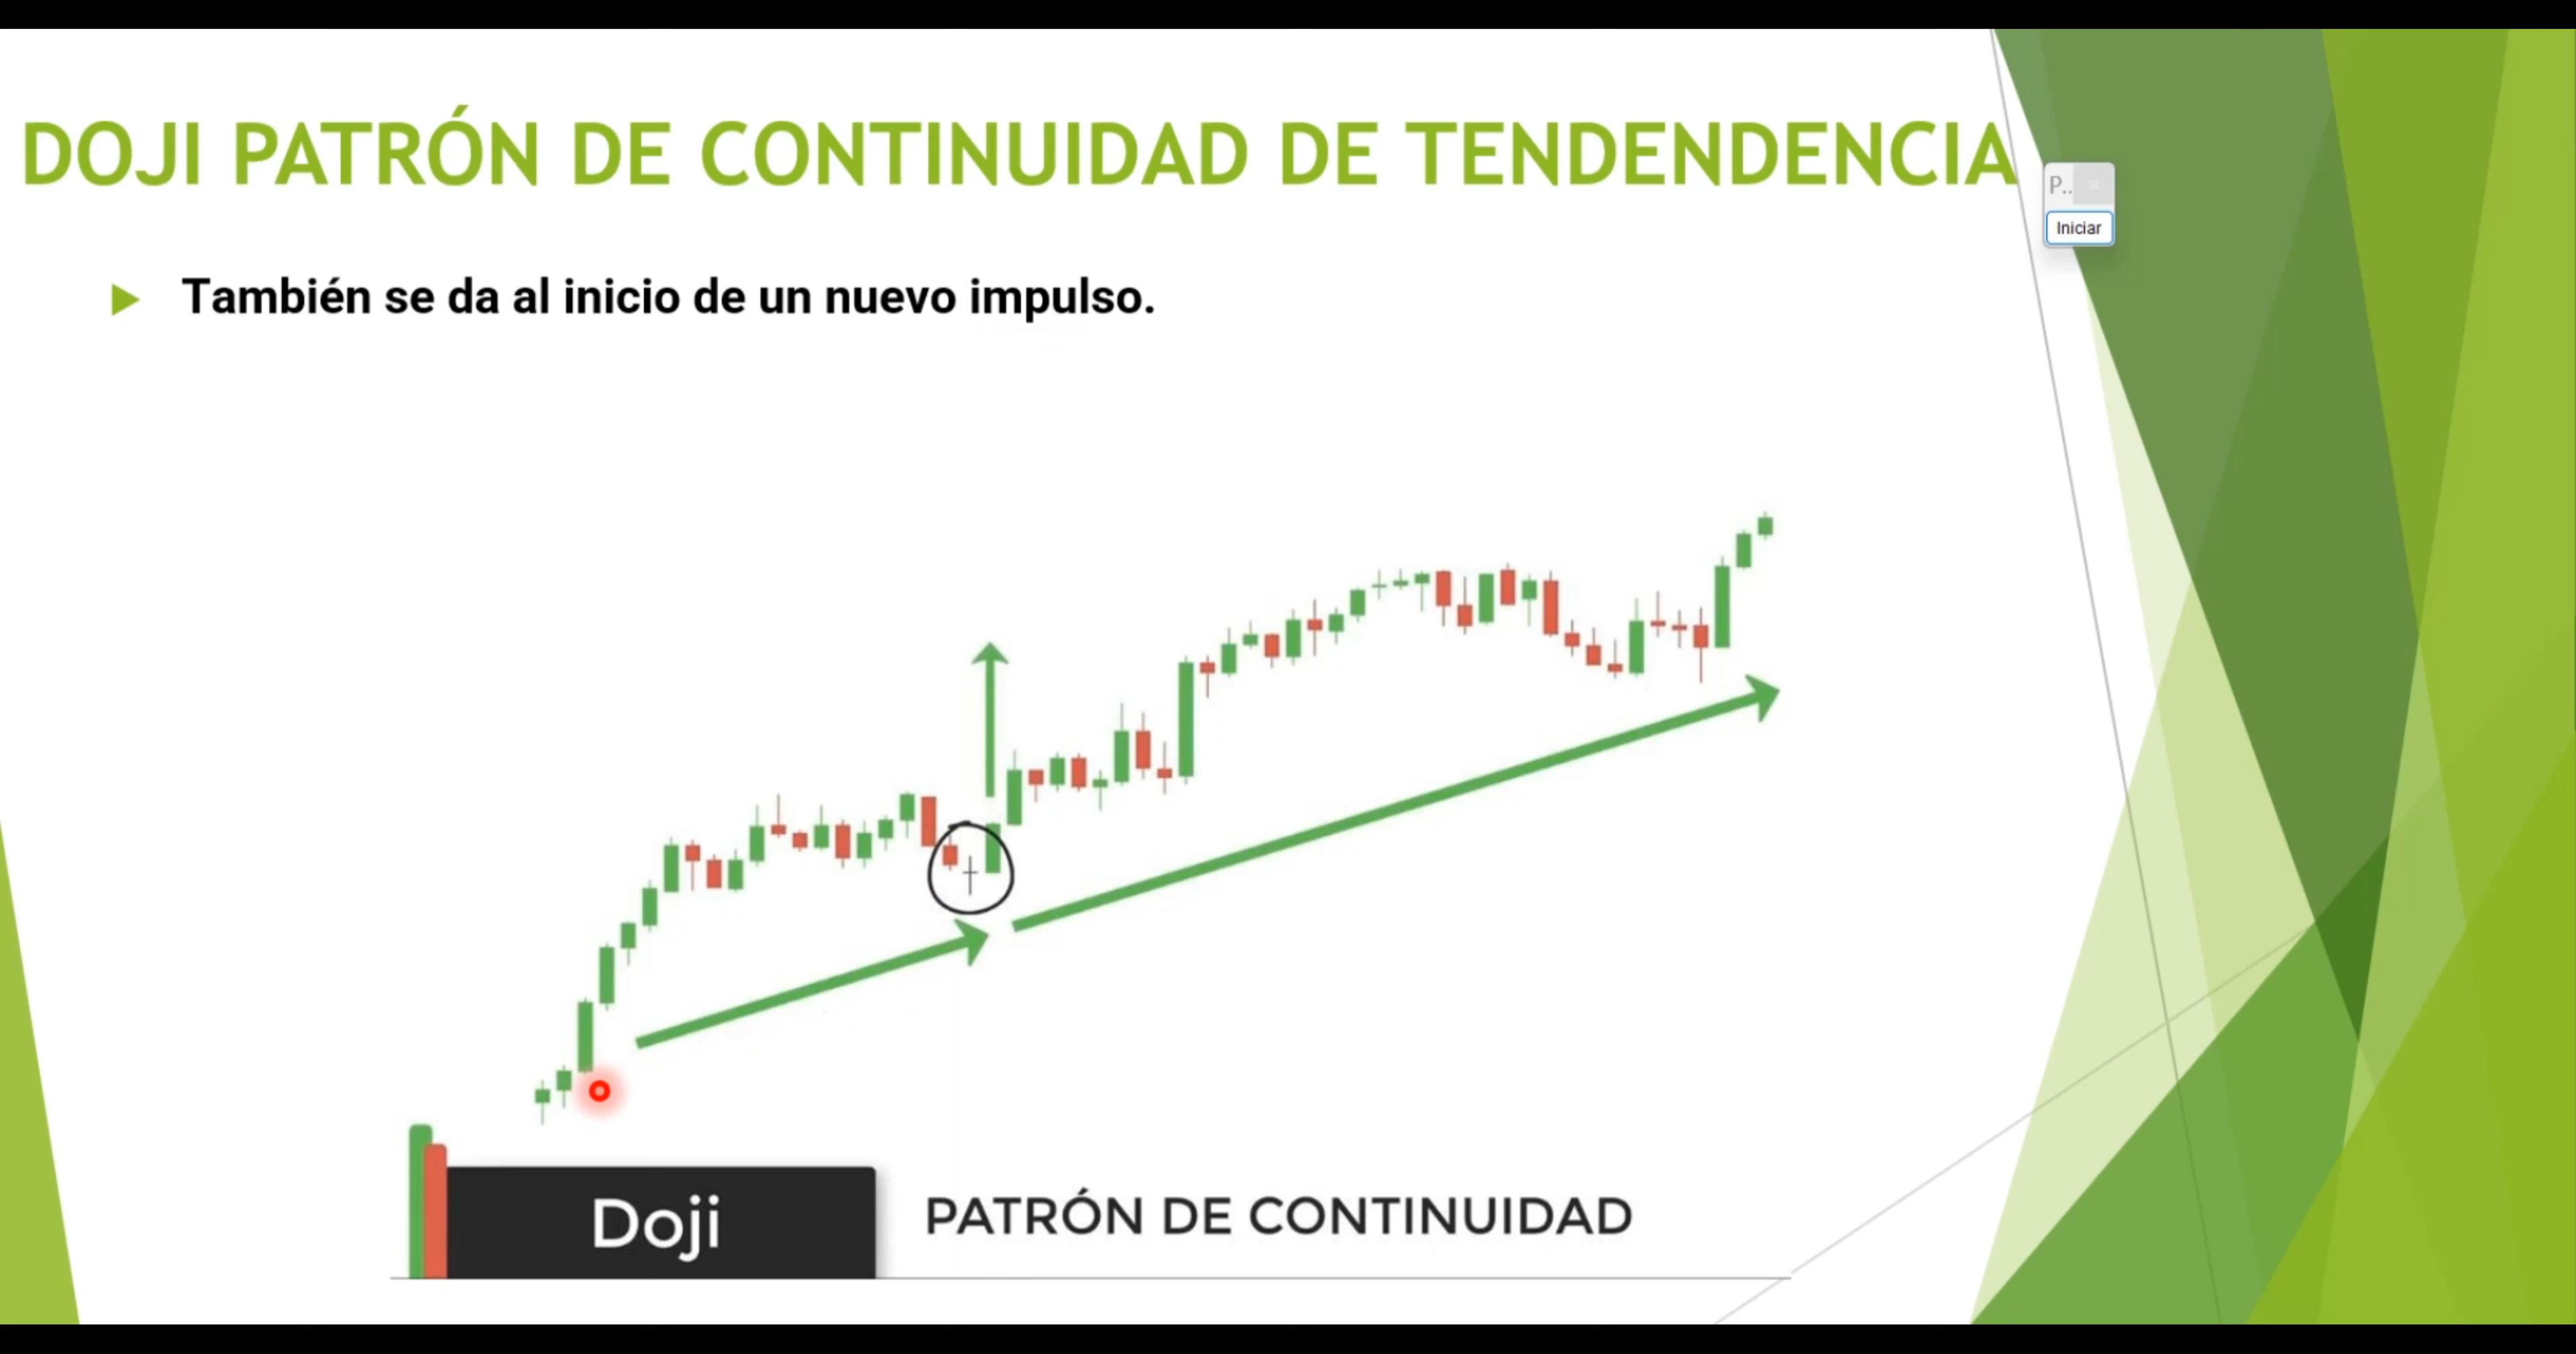 DOJI PATRÓN DE CONTINUIDAD DE TENDENDENCIA
P..
Iniciar
También se da al inicio de un nuevo impulso.
Doji
PATRÓN DE CONTINUIDAD